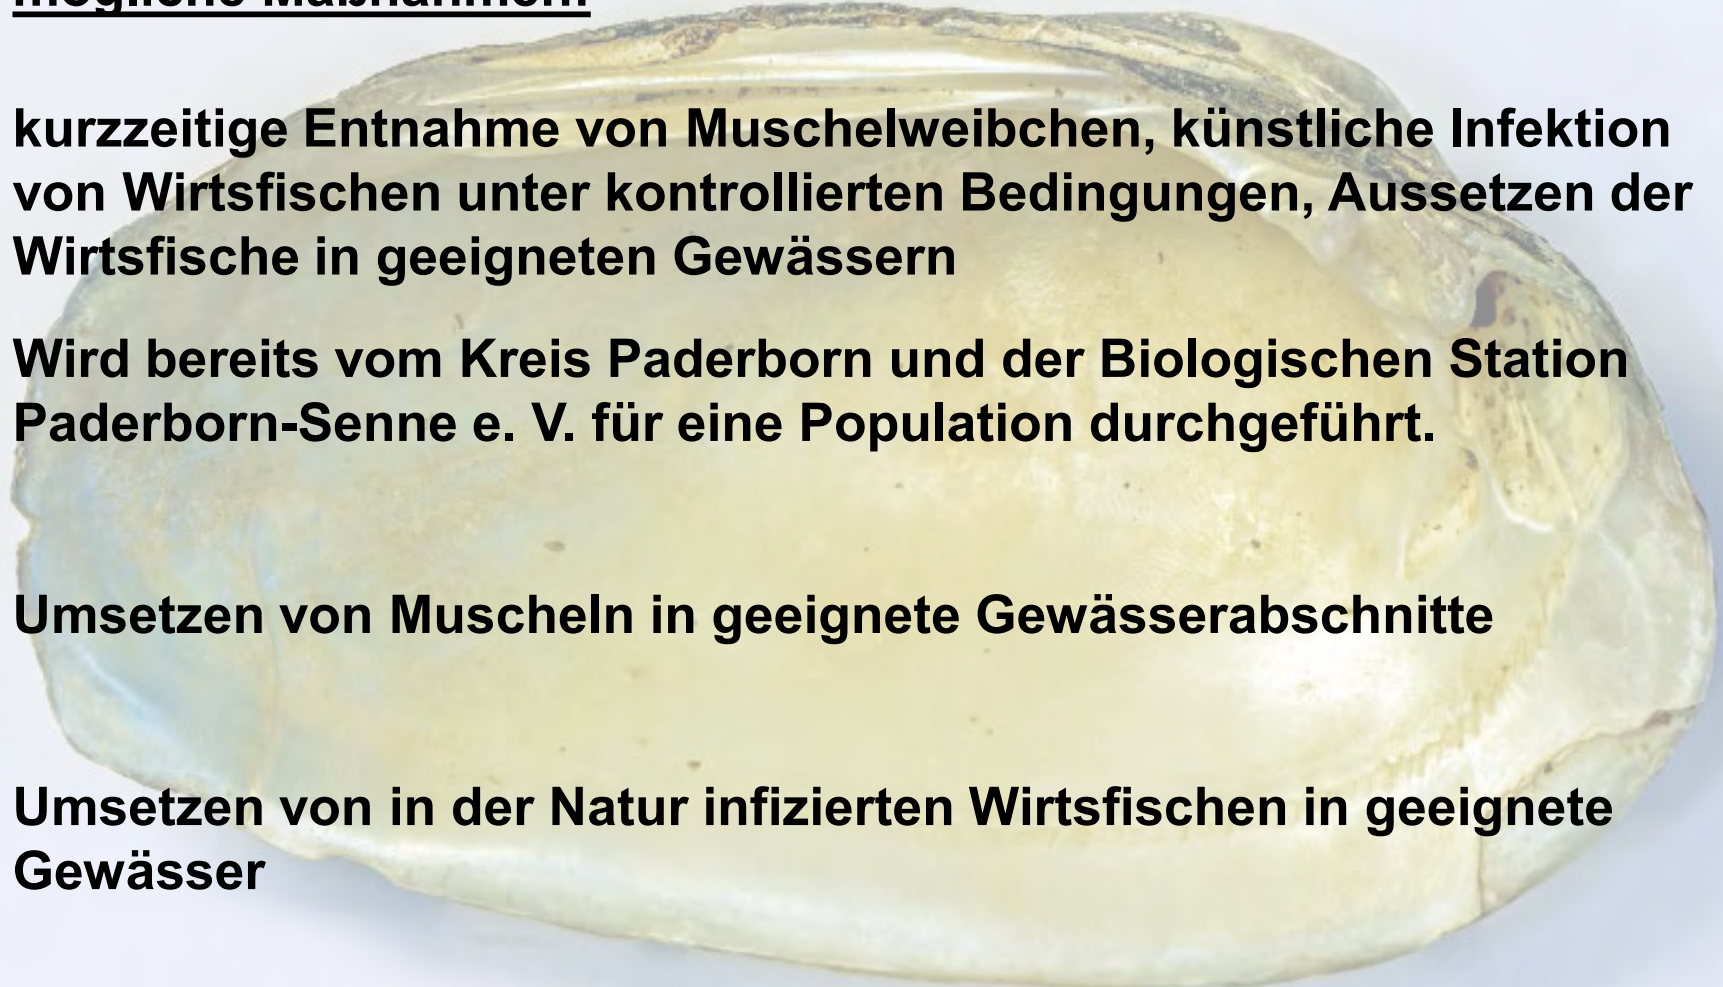 mögliche Maßnahmen:
kurzzeitige Entnahme von Muschelweibchen, künstliche Infektion
von Wirtsfischen unter kontrollierten Bedingungen, Aussetzen der
Wirtsfische in geeigneten Gewässern
Wird bereits vom Kreis Paderborn und der Biologischen Station
Paderborn-Senne e. V. für eine Population durchgeführt.
Umsetzen von Muscheln in geeignete Gewässerabschnitte
Umsetzen von in der Natur infizierten Wirtsfischen in geeignete
Gewässer